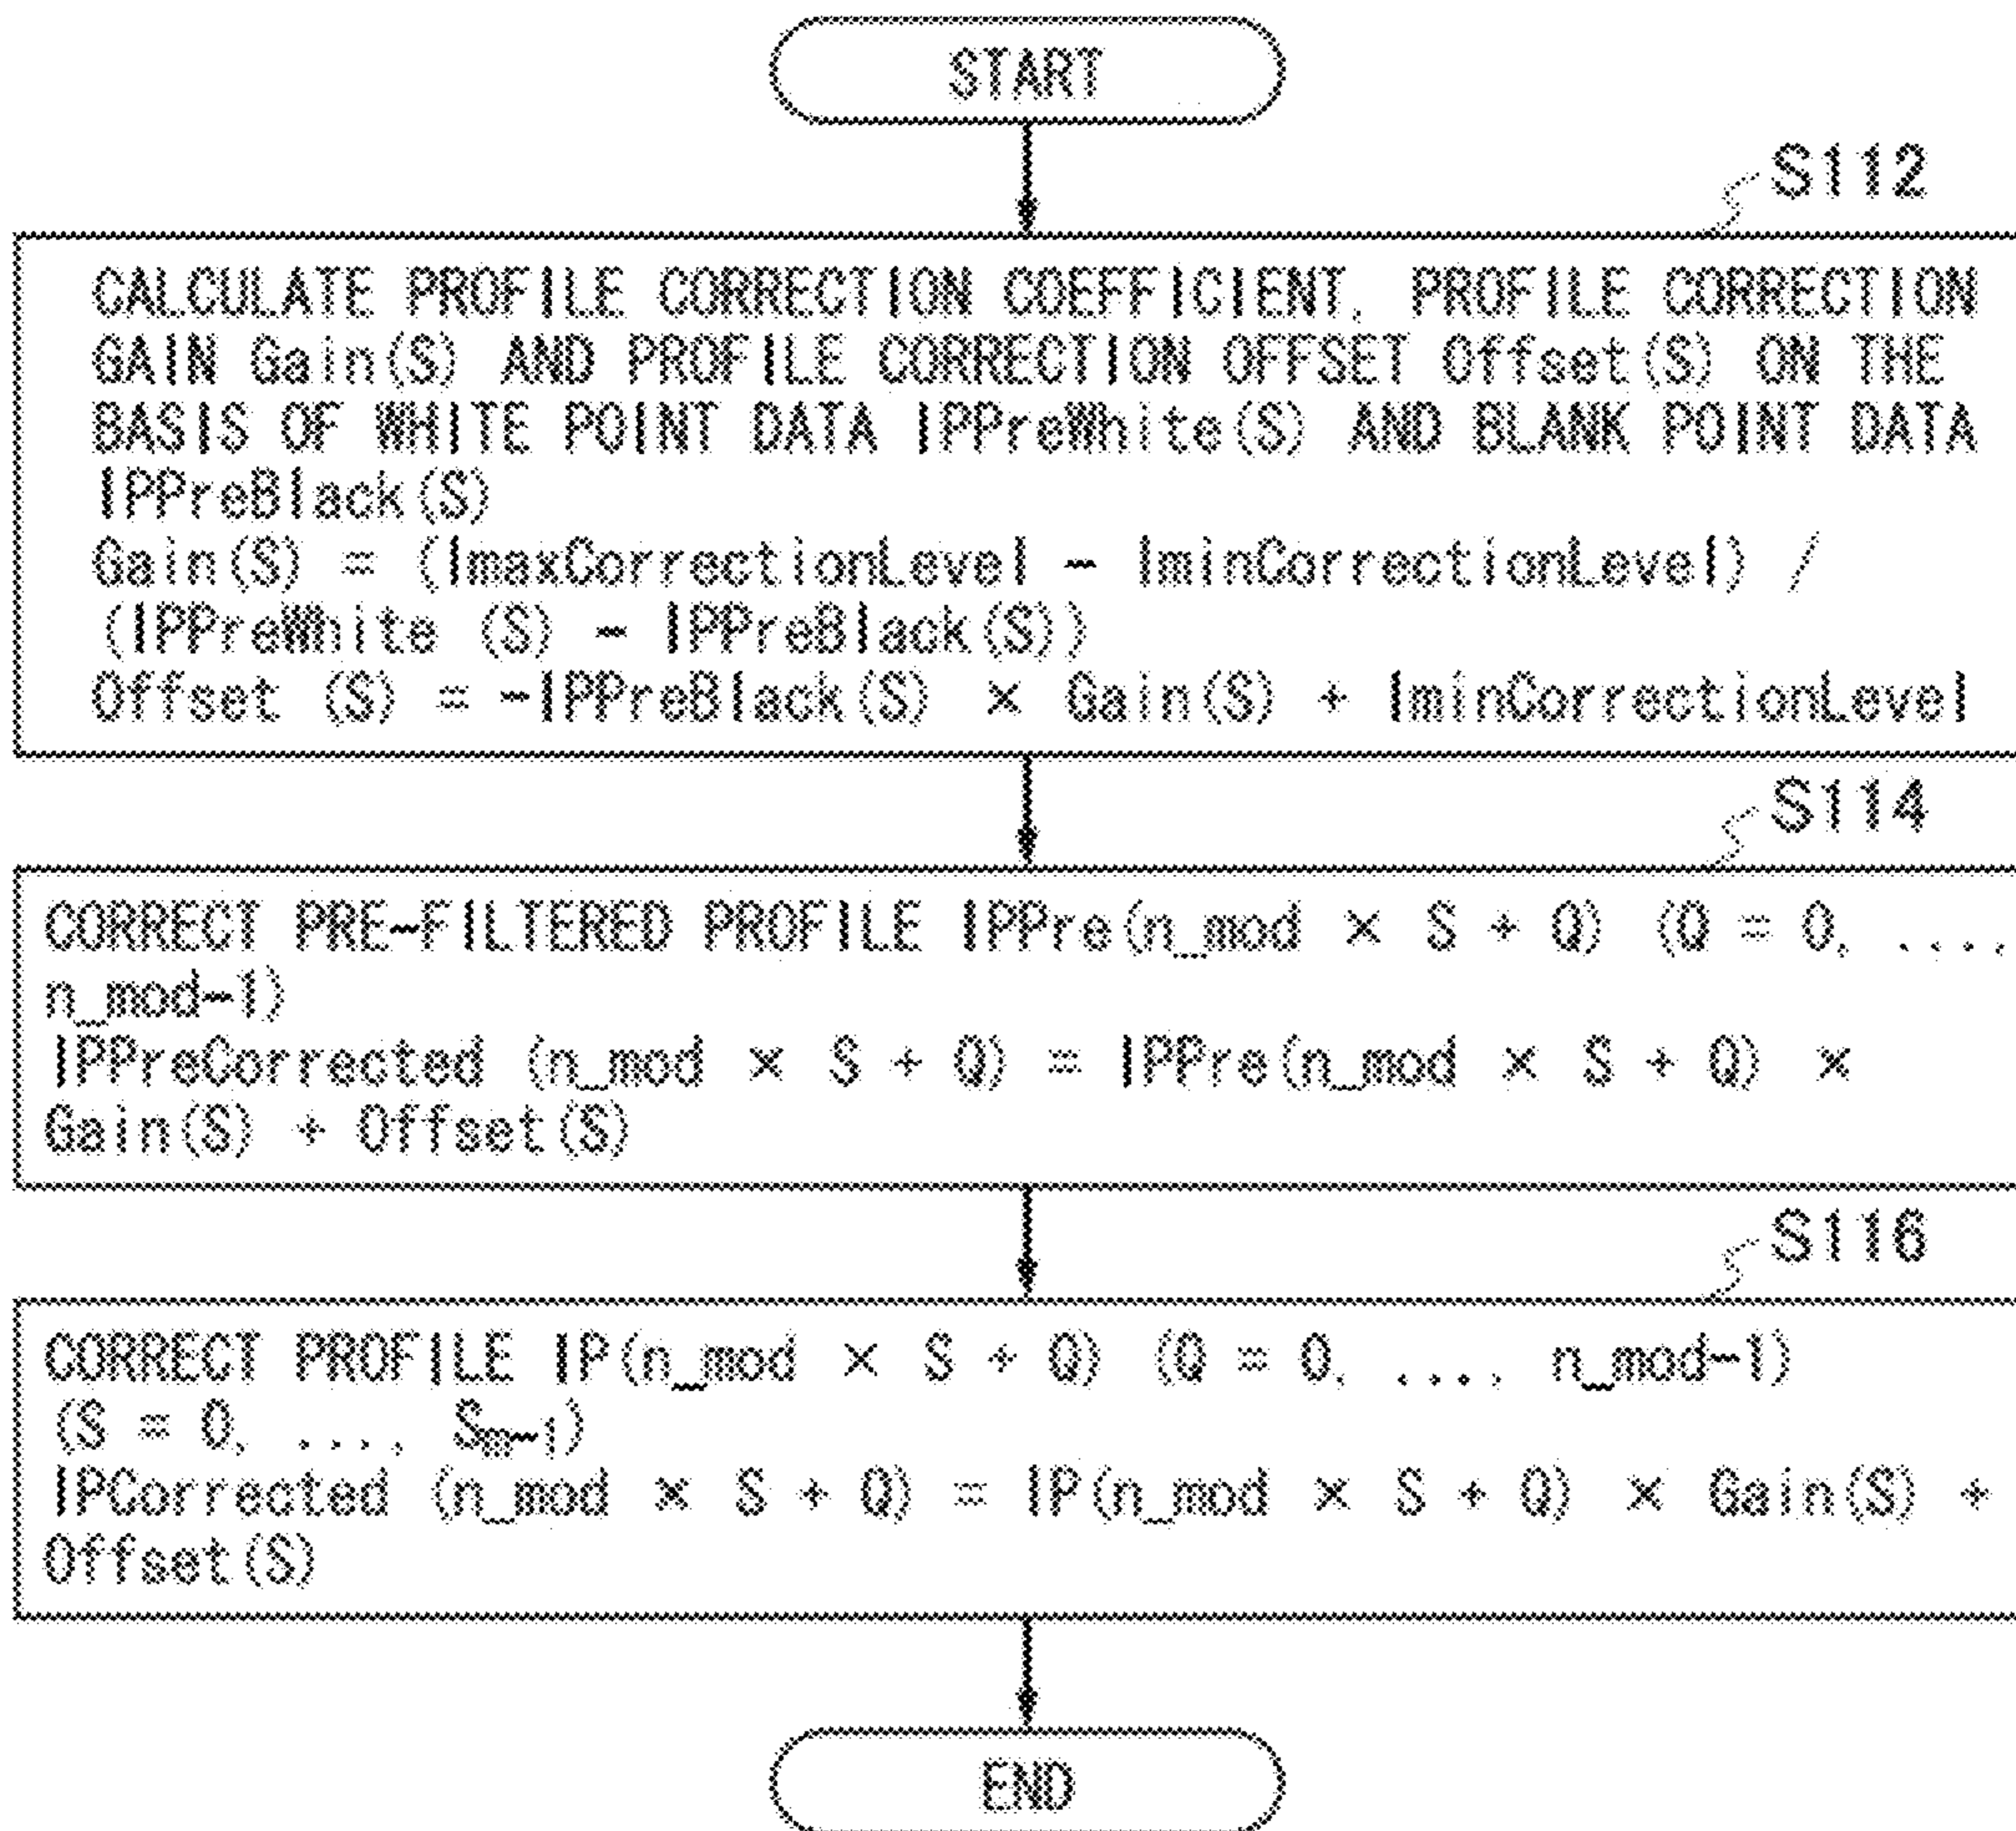 START
S112
CALCULATE PROFILE CORRECTION COEFFICIENT, PROFILE CORRECTION
GAIN Gain(S) AND PROFILE CORRECTION OFFSET Offset(S) ON THE
BASIS OF WHITE POINT DATA IPPreWhite(S) AND BLANK POINT DATA
IPPreBlack(S)
Gain(S) = (ImaxCorrectionLevel - IminCorrectionLevel) /
(IPPreWhite (S) - IPPreBlack(S))
Offset (S) = -IPPreBlack(S) × Gain(S) + IminCorrectionLevel
S114
CORRECT PRE-FILTERED PROFILE IPPre(n_mod × S + Q) (Q = 0, ...,
n_mod-1)
IPPreCorrected (n_mod × S + Q) = IPPre(n_mod × S + Q) ×
Gain(S) + Offset(S)
S116
CORRECT PROFILE IP(n_mod × S + Q) (Q = 0, ..., n_mod-1)
(S = 0, ..., Sm-1)
IPCorrected (n_mod × S + Q) = IP(n_mod × S + Q) × Gain(S) +
Offset(S)
END